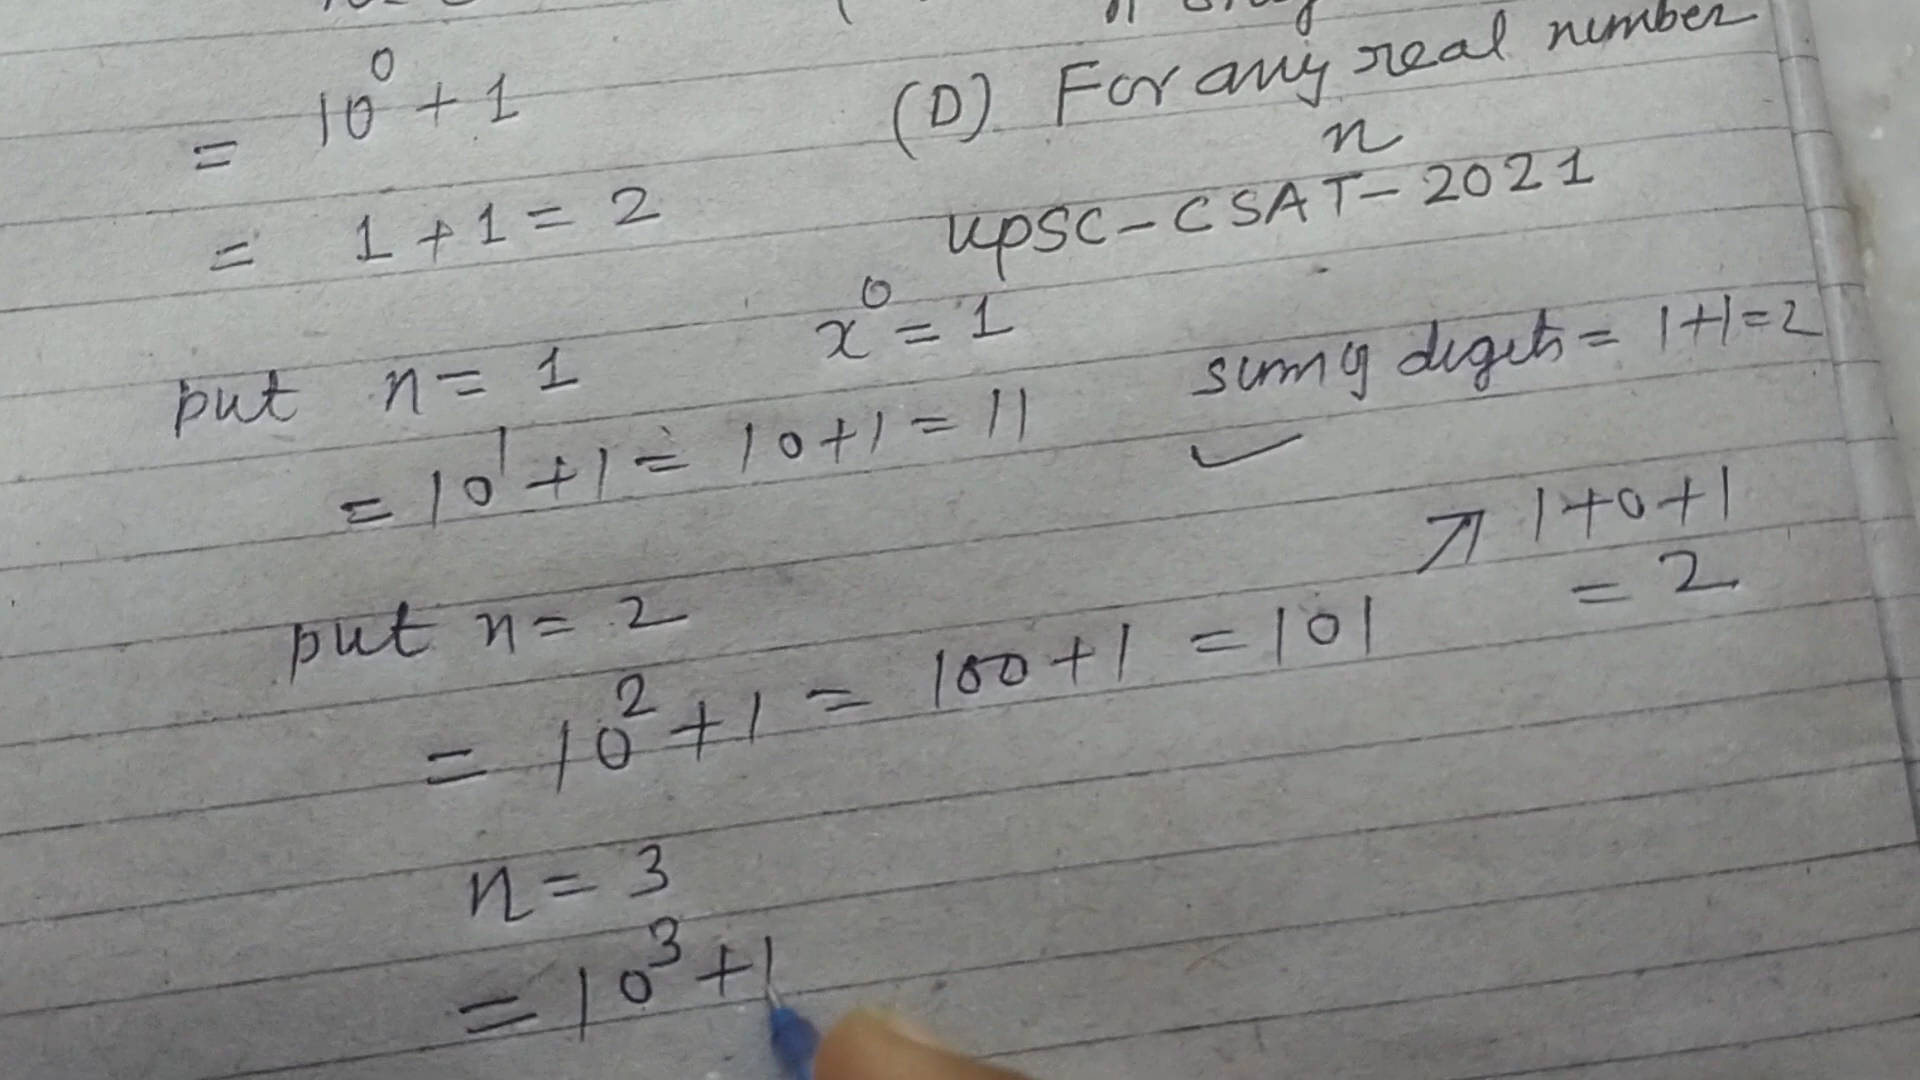 = 10⁰ + 1
(D) For any real number
n
= 1 + 1 = 2
UPSC - CSAT - 2021
x⁰ = 1
put n = 1
sum of digits = 1+1=2
= 10¹ + 1 = 10+1 = 11
✓
↗ 1+0+1
= 2
put n = 2
= 10² + 1 = 100+1 = 101
n = 3
= 10³ + 1